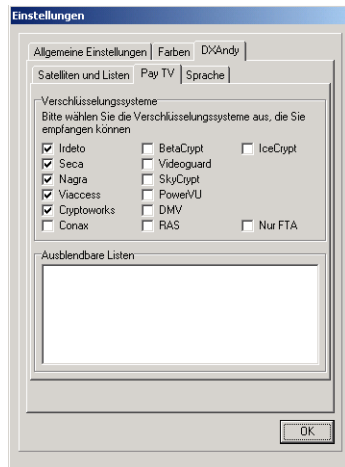 Einstellungen
Allgemeine Einstellungen Farben DXAndy
Satelliten und Listen Pay TV Sprache
Verschlüsselungssysteme
Bitte wählen Sie die Verschlüsselungssysteme aus, die Sie
empfangen können
Irdeto BetaCrypt IceCrypt
Seca Videoguard
Nagra SkyCrypt
Viaccess PowerVU
Cryptoworks DMV
Conax RAS Nur FTA
Ausblendbare Listen
OK